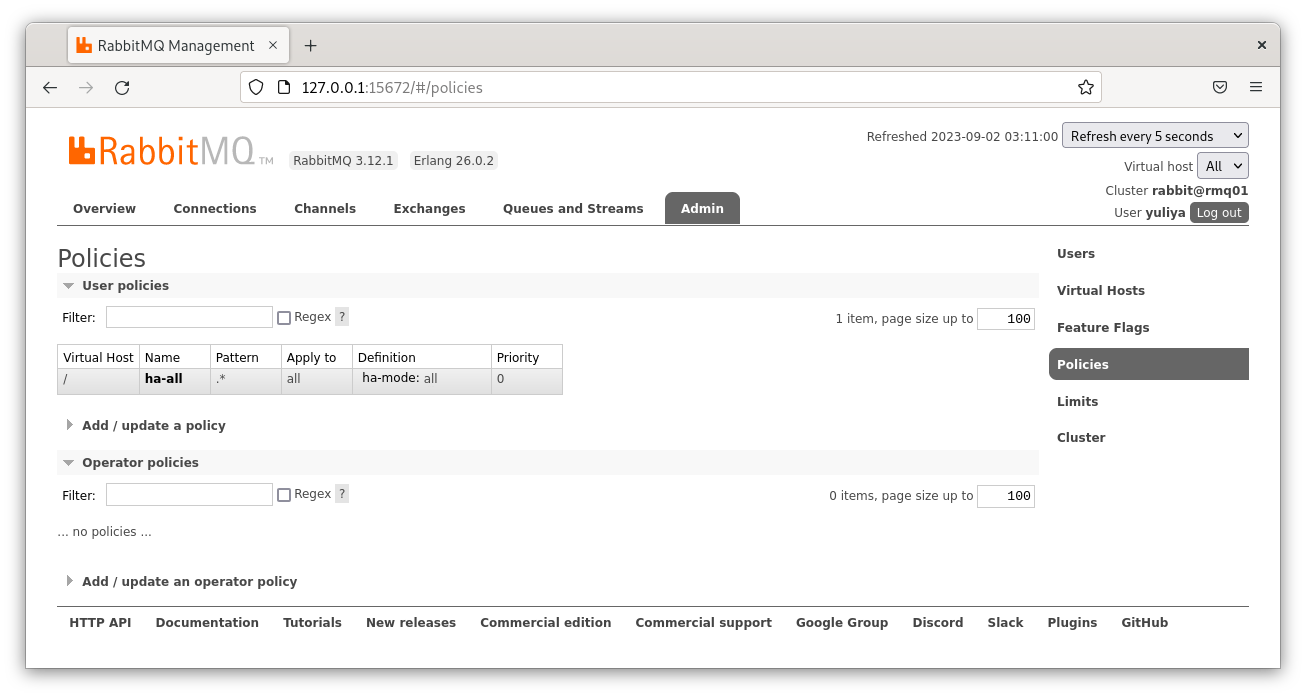 RabbitMQ Management
127.0.0.1:15672/#/policies
RabbitMQ TM RabbitMQ 3.12.1 Erlang 26.0.2
Refreshed 2023-09-02 03:11:00 Refresh every 5 seconds
Virtual host All
Cluster rabbit@rmq01
User yuliya Log out
Overview Connections Channels Exchanges Queues and Streams Admin
Policies
User policies
Filter: Regex ? 1 item, page size up to 100
Virtual Host Name Pattern Apply to Definition Priority
/ ha-all .* all ha-mode: all 0
Add / update a policy
Operator policies
Filter: Regex ? 0 items, page size up to 100
... no policies ...
Add / update an operator policy
Users
Virtual Hosts
Feature Flags
Policies
Limits
Cluster
HTTP API Documentation Tutorials New releases Commercial edition Commercial support Google Group Discord Slack Plugins GitHub